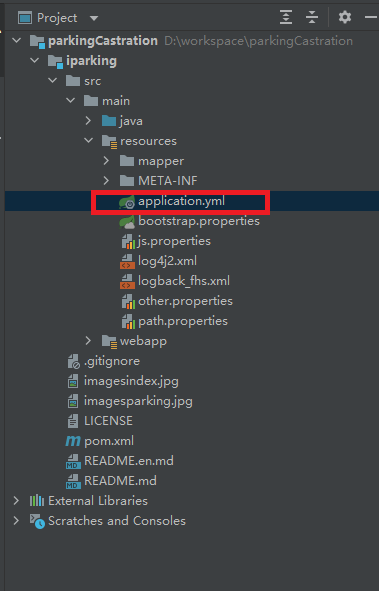 Project
parkingCastration D:\workspace\parkingCastration
iparking
src
main
java
resources
mapper
META-INF
application.yml
bootstrap.properties
js.properties
log4j2.xml
logback_fhs.xml
other.properties
path.properties
webapp
.gitignore
imagesindex.jpg
imagesparking.jpg
LICENSE
pom.xml
README.en.md
README.md
External Libraries
Scratches and Consoles